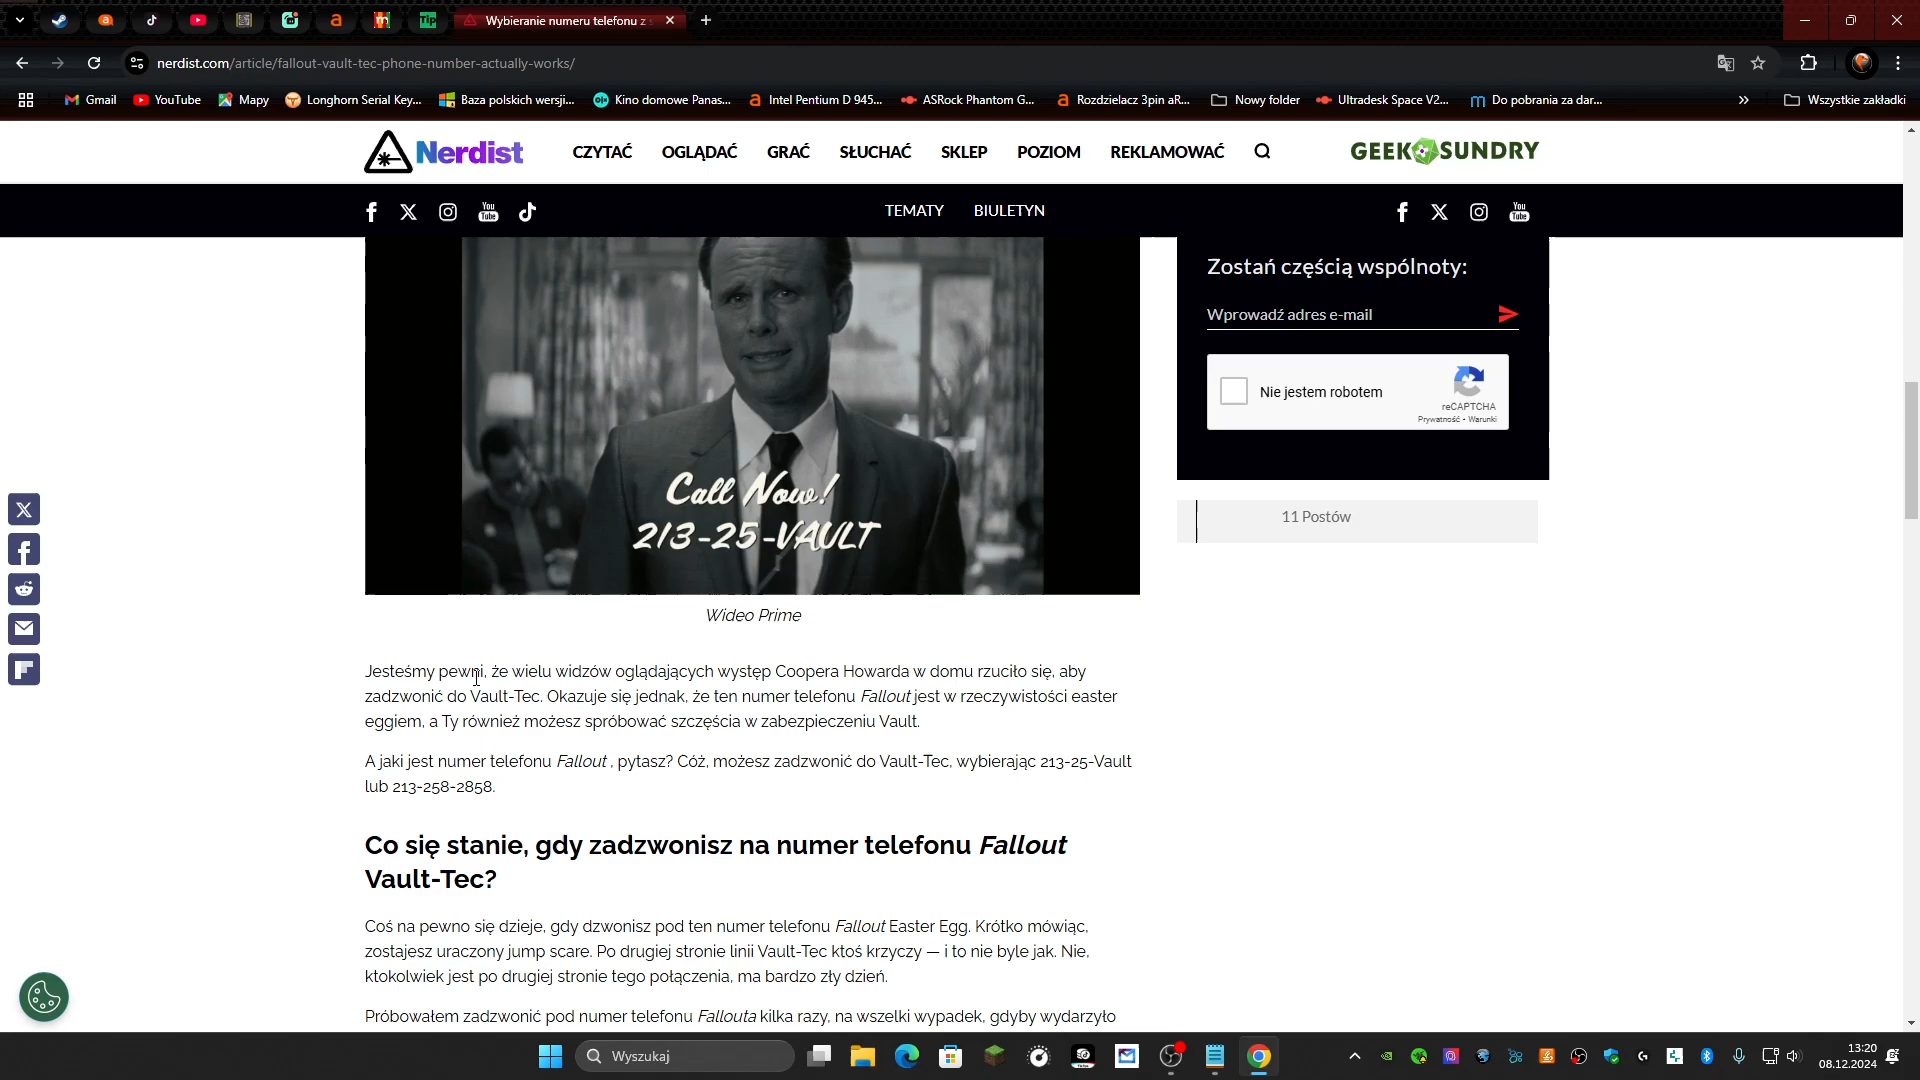 Wybieranie numeru telefonu z
nerdist.com/article/fallout-vault-tec-phone-number-actually-works/
Gmail YouTube Mapy Longhorn Serial Key... Baza polskich wersji... Kino domowe Panas... Intel Pentium D 945... ASRock Phantom G... Rozdzielacz 3pin aR... Nowy folder Ultradesk Space V2... Do pobrania za dar... » Wszystkie zakładki
Nerdist CZYTAĆ OGLĄDAĆ GRAĆ SŁUCHAĆ SKLEP POZIOM REKLAMOWAĆ GEEK SUNDRY
TEMATY BIULETYN
Call Now!
213-25-VAULT
Wideo Prime
Jesteśmy pewni, że wielu widzów oglądających występ Coopera Howarda w domu rzuciło się, aby
zadzwonić do Vault-Tec. Okazuje się jednak, że ten numer telefonu Fallout jest w rzeczywistości easter
eggiem, a Ty również możesz spróbować szczęścia w zabezpieczeniu Vault.
A jaki jest numer telefonu Fallout , pytasz? Cóż, możesz zadzwonić do Vault-Tec, wybierając 213-25-Vault
lub 213-258-2858.
Co się stanie, gdy zadzwonisz na numer telefonu Fallout
Vault-Tec?
Coś na pewno się dzieje, gdy dzwonisz pod ten numer telefonu Fallout Easter Egg. Krótko mówiąc,
zostajesz uraczony jump scare. Po drugiej stronie linii Vault-Tec ktoś krzyczy — i to nie byle jak. Nie,
ktokolwiek jest po drugiej stronie tego połączenia, ma bardzo zły dzień.
Próbowałem zadzwonić pod numer telefonu Fallouta kilka razy, na wszelki wypadek, gdyby wydarzyło
Zostań częścią wspólnoty:
Wprowadź adres e-mail
Nie jestem robotem
reCAPTCHA
Prywatność - Warunki
11 Postów
Wyszukaj
13:20
08.12.2024